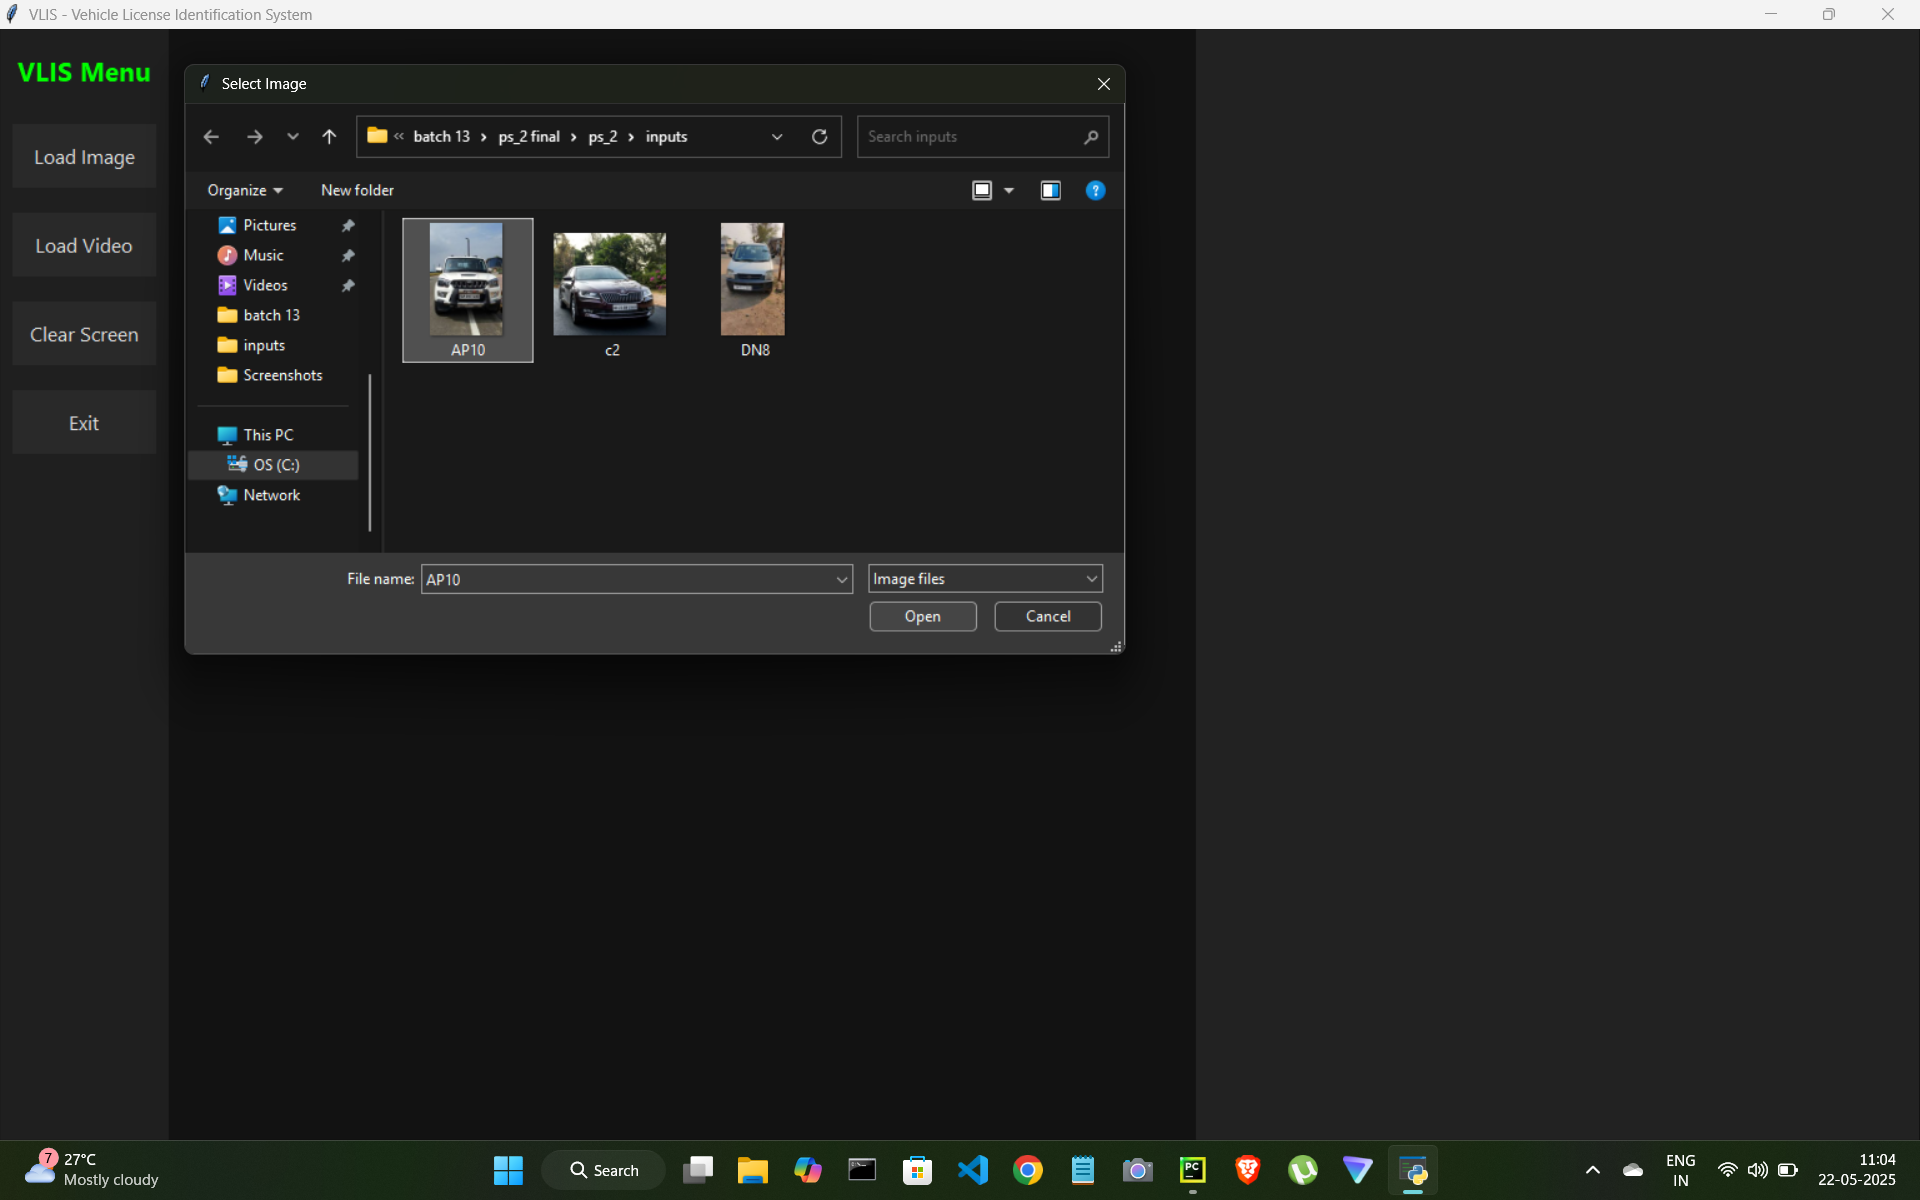 VLIS - Vehicle License Identification System
VLIS Menu
Load Image
Load Video
Clear Screen
Exit
Select Image
« batch 13 › ps_2 final › ps_2 › inputs
Search inputs
Organize
New folder
Pictures
Music
Videos
batch 13
inputs
Screenshots
This PC
OS (C:)
Network
AP10
c2
DN8
File name:
AP10
Image files
Open
Cancel
7
27°C
Mostly cloudy
Search
PC
ENG
IN
11:04
22-05-2025